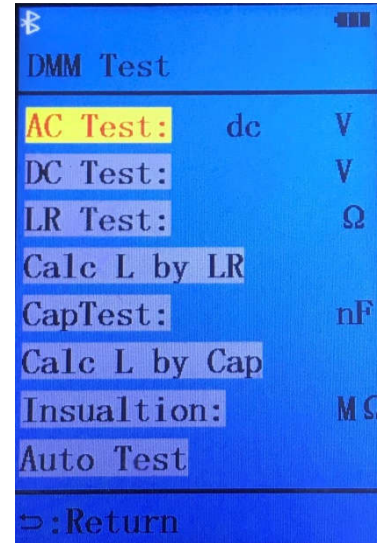 DMM Test
AC Test: dc V
DC Test: V
LR Test: Ω
Calc L by LR
CapTest: nF
Calc L by Cap
Insualtion: MΩ
Auto Test
⮌:Return